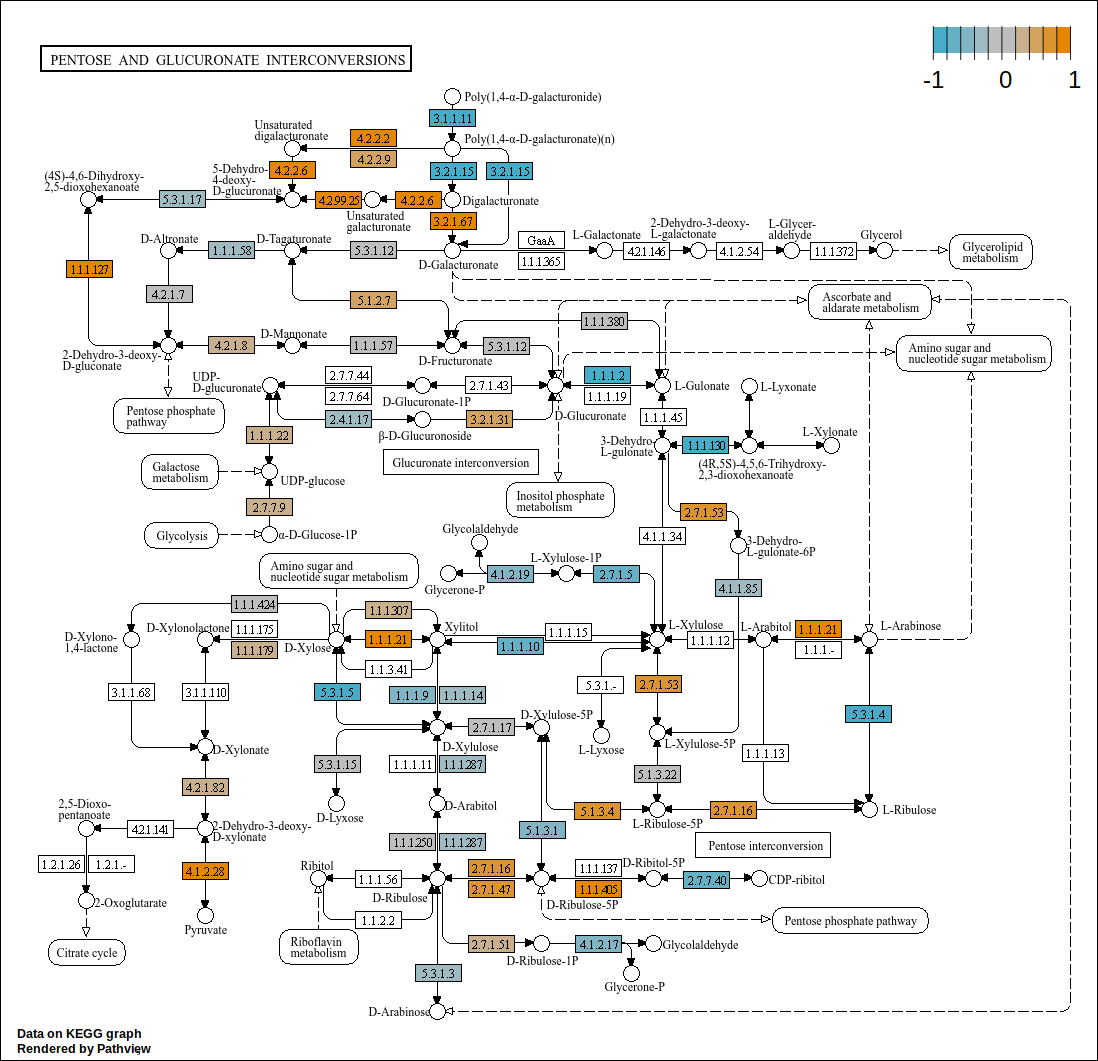 PENTOSE AND GLUCURONATE INTERCONVERSIONS
-1 0 1
Poly(1,4-α-D-galacturonide)
3.1.1.11
Unsaturated
digalacturonate
4.2.2.2
Poly(1,4-α-D-galacturonate)(n)
4.2.2.9
(4S)-4,6-Dihydroxy-
2,5-dioxohexanoate
5-Dehydro-
4-deoxy-
D-glucuronate
4.2.2.6
3.2.1.15
3.2.1.15
5.3.1.17
4.2.99.25
4.2.2.6
Digalacturonate
Unsaturated
galacturonate
3.2.1.67
D-Altronate
1.1.1.58
D-Tagaturonate
5.3.1.12
D-Galacturonate
GaaA
1.1.1.365
L-Galactonate
4.2.1.146
2-Dehydro-3-deoxy-
L-galactonate
4.1.2.54
L-Glycer-
aldehyde
1.1.1.372
Glycerol
Glycerolipid
metabolism
1.1.1.127
4.2.1.7
5.1.2.7
Ascorbate and
aldarate metabolism
1.1.1.380
2-Dehydro-3-deoxy-
D-gluconate
4.2.1.8
D-Mannonate
1.1.1.57
D-Fructuronate
5.3.1.12
Amino sugar and
nucleotide sugar metabolism
UDP-
D-glucuronate
2.7.7.44
2.7.7.64
D-Glucuronate-1P
2.7.1.43
D-Glucuronate
1.1.1.2
1.1.1.19
L-Gulonate
L-Lyxonate
Pentose phosphate
pathway
2.4.1.17
β-D-Glucuronoside
3.2.1.31
1.1.1.45
1.1.1.22
3-Dehydro-
L-gulonate
1.1.1.130
L-Xylonate
(4R,5S)-4,5,6-Trihydroxy-
2,3-dioxohexanoate
Galactose
metabolism
UDP-glucose
Glucuronate interconversion
Inositol phosphate
metabolism
2.7.7.9
2.7.1.53
Glycolysis
α-D-Glucose-1P
Glycolaldehyde
4.1.1.34
3-Dehydro-
L-gulonate-6P
Amino sugar and
nucleotide sugar metabolism
L-Xylulose-1P
4.1.2.19
2.7.1.5
Glycerone-P
4.1.1.85
1.1.1.424
1.1.1.307
D-Xylono-
1,4-lactone
D-Xylonolactone
1.1.1.175
1.1.1.179
D-Xylose
1.1.1.21
Xylitol
1.1.1.15
1.1.1.10
L-Xylulose
1.1.1.12
L-Arabitol
1.1.1.21
1.1.1.-
L-Arabinose
1.1.3.41
3.1.1.68
3.1.1.110
5.3.1.5
1.1.1.9
1.1.1.14
5.3.1.-
2.7.1.53
5.3.1.4
D-Xylonate
2.7.1.17
D-Xylulose-5P
D-Xylulose
L-Lyxose
L-Xylulose-5P
1.1.1.13
5.3.1.15
1.1.1.11
1.1.1.287
5.1.3.22
4.2.1.82
D-Lyxose
D-Arabitol
5.1.3.4
L-Ribulose-5P
2.7.1.16
L-Ribulose
2,5-Dioxo-
pentanoate
4.2.1.141
2-Dehydro-3-deoxy-
D-xylonate
1.1.1.250
1.1.1.287
5.1.3.1
Pentose interconversion
1.2.1.26
1.2.1.-
4.1.2.28
Ribitol
1.1.1.56
D-Ribulose
2.7.1.16
2.7.1.47
1.1.1.137
1.1.1.405
D-Ribitol-5P
2.7.7.40
CDP-ribitol
D-Ribulose-5P
2-Oxoglutarate
Pyruvate
1.1.2.2
Pentose phosphate pathway
Citrate cycle
Riboflavin
metabolism
2.7.1.51
D-Ribulose-1P
4.1.2.17
Glycolaldehyde
5.3.1.3
Glycerone-P
D-Arabinose
Data on KEGG graph
Rendered by Pathview